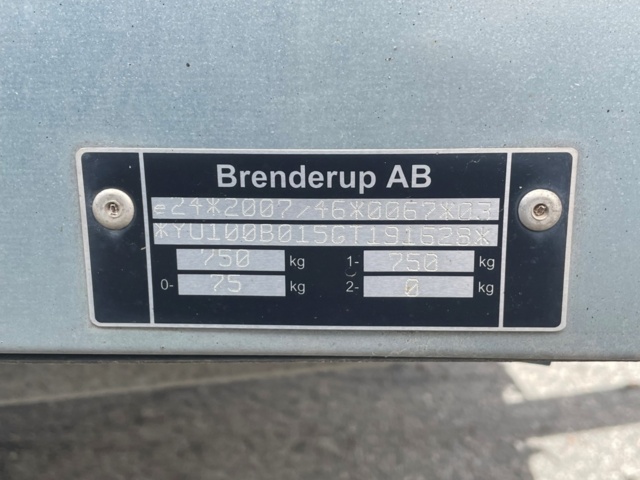 Brenderup AB
e24*2007/46*0067*03
*YU100B015GT191628*
750 kg 1- 750 kg
0- 75 kg 2- 0 kg